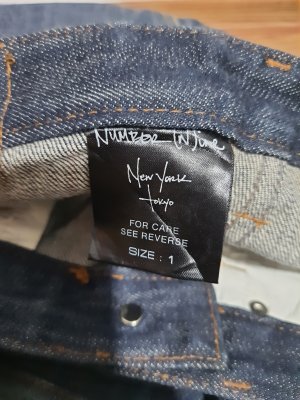 NUMBER (N)ine
New York
Tokyo
FOR CARE
SEE REVERSE
SIZE : 1